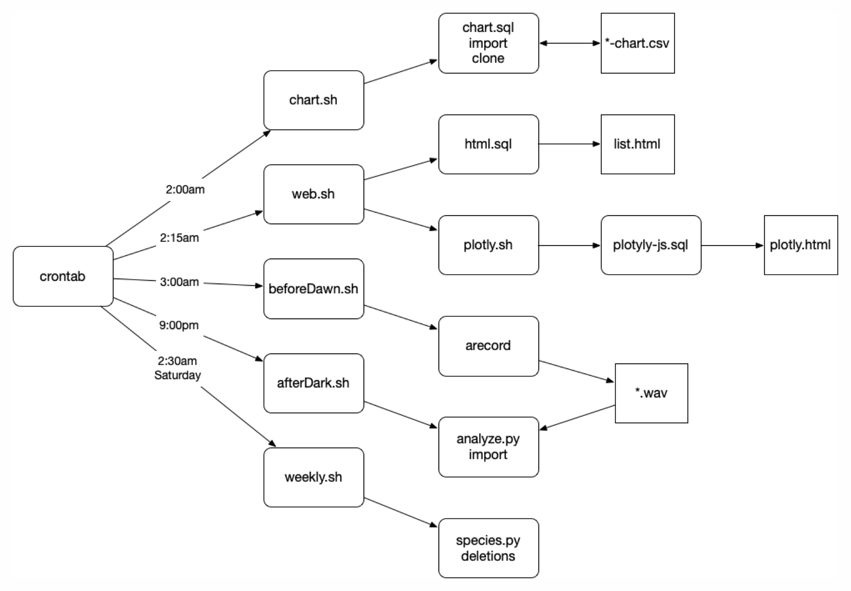 chart.sql
import
clone
*-chart.csv
chart.sh
html.sql
list.html
2:00am
web.sh
2:15am
plotly.sh
plotyly-js.sql
plotly.html
crontab
3:00am
beforeDawn.sh
9:00pm
arecord
2:30am
Saturday
afterDark.sh
*.wav
analyze.py
import
weekly.sh
species.py
deletions